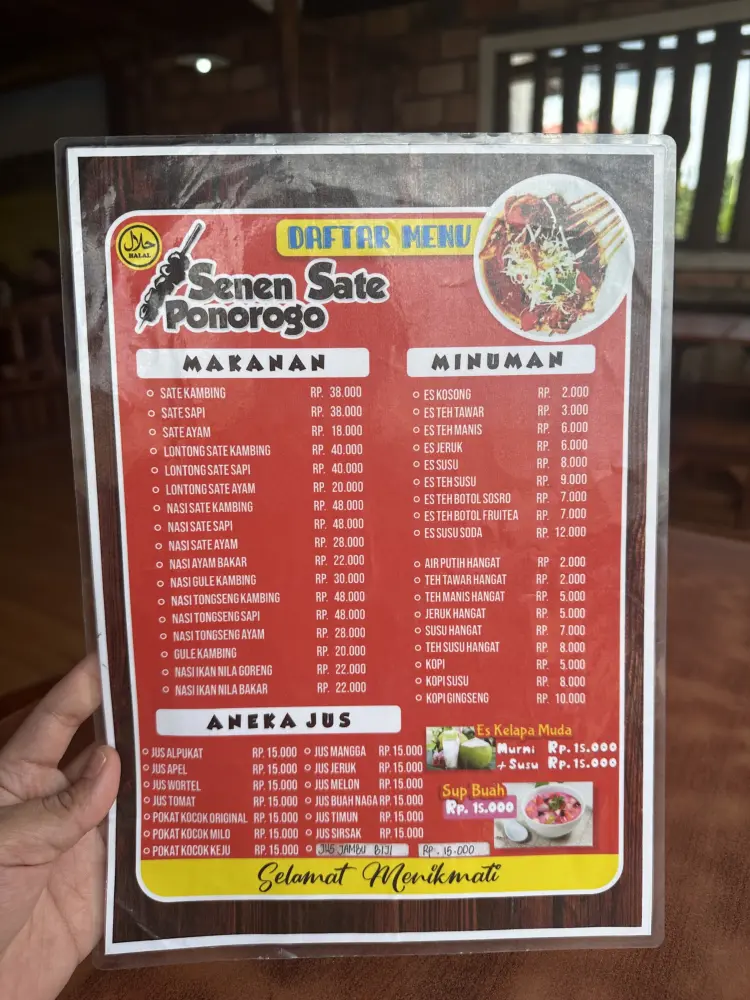 حلال
HALAL
DAFTAR MENU
Senen Sate
Ponorogo
MAKANAN
SATE KAMBING RP. 38.000
SATE SAPI RP. 38.000
SATE AYAM RP. 18.000
LONTONG SATE KAMBING RP. 40.000
LONTONG SATE SAPI RP. 40.000
LONTONG SATE AYAM RP. 20.000
NASI SATE KAMBING RP. 48.000
NASI SATE SAPI RP. 48.000
NASI SATE AYAM RP. 28.000
NASI AYAM BAKAR RP. 22.000
NASI GULE KAMBING RP. 30.000
NASI TONGSENG KAMBING RP. 48.000
NASI TONGSENG SAPI RP. 48.000
NASI TONGSENG AYAM RP. 28.000
GULE KAMBING RP. 20.000
NASI IKAN NILA GORENG RP. 22.000
NASI IKAN NILA BAKAR RP. 22.000
MINUMAN
ES KOSONG RP. 2.000
ES TEH TAWAR RP. 3.000
ES TEH MANIS RP. 6.000
ES JERUK RP. 6.000
ES SUSU RP. 8.000
ES TEH SUSU RP. 9.000
ES TEH BOTOL SOSRO RP. 7.000
ES TEH BOTOL FRUITEA RP. 7.000
ES SUSU SODA RP. 12.000
AIR PUTIH HANGAT RP. 2.000
TEH TAWAR HANGAT RP. 2.000
TEH MANIS HANGAT RP. 5.000
JERUK HANGAT RP. 5.000
SUSU HANGAT RP. 7.000
TEH SUSU HANGAT RP. 8.000
KOPI RP. 5.000
KOPI SUSU RP. 8.000
KOPI GINGSENG RP. 10.000
ANEKA JUS
JUS ALPUKAT RP. 15.000
JUS APEL RP. 15.000
JUS WORTEL RP. 15.000
JUS TOMAT RP. 15.000
POKAT KOCOK ORIGINAL RP. 15.000
POKAT KOCOK MILO RP. 15.000
POKAT KOCOK KEJU RP. 15.000
JUS MANGGA RP. 15.000
JUS JERUK RP. 15.000
JUS MELON RP. 15.000
JUS BUAH NAGA RP. 15.000
JUS TIMUN RP. 15.000
JUS SIRSAK RP. 15.000
JUS JAMBU BIJI RP. 15.000
Es Kelapa Muda
Murni Rp. 15.000
+ Susu Rp. 15.000
Sup Buah
Rp. 15.000
Selamat Menikmati